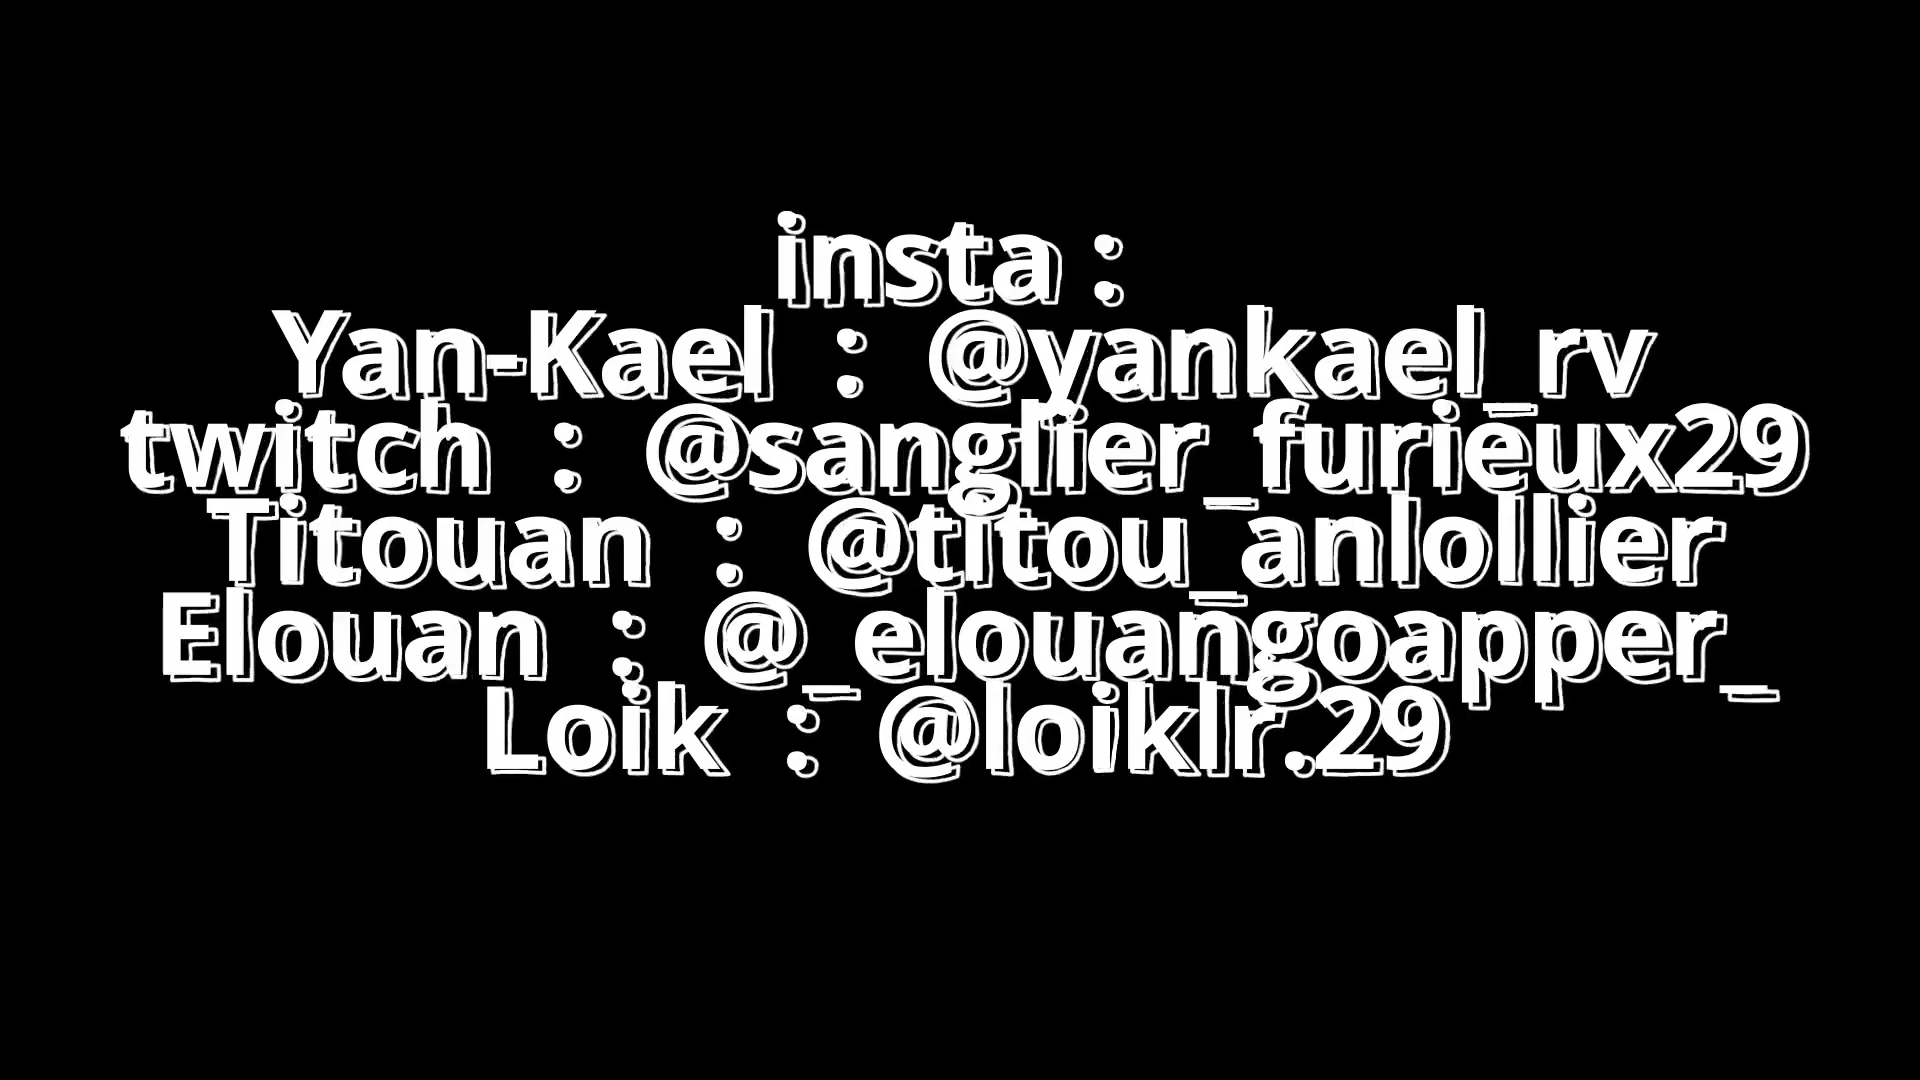 insta :
Yan-Kael : @yankael_rv
twitch : @sanglier_furieux29
Titouan : @titou_anlollier
Elouan : @_elouangoapper_
Loik : @loiklr.29